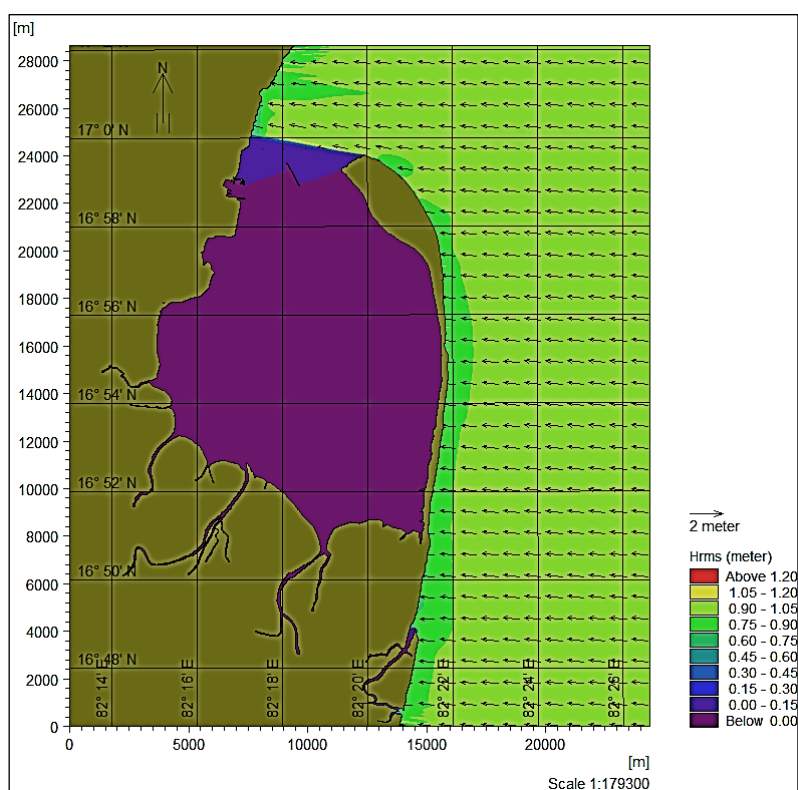 [m]
28000
26000
24000
22000
20000
18000
16000
14000
12000
10000
8000
6000
4000
2000
0
N
17° 0' N
16° 58' N
16° 56' N
16° 54' N
16° 52' N
16° 50' N
16° 48' N
82° 14' E
82° 16' E
82° 18' E
82° 20' E
82° 22' E
82° 24' E
82° 26' E
0 5000 10000 15000 20000
[m]
Scale 1:179300
2 meter
Hrms (meter)
Above 1.20
1.05 - 1.20
0.90 - 1.05
0.75 - 0.90
0.60 - 0.75
0.45 - 0.60
0.30 - 0.45
0.15 - 0.30
0.00 - 0.15
Below 0.00